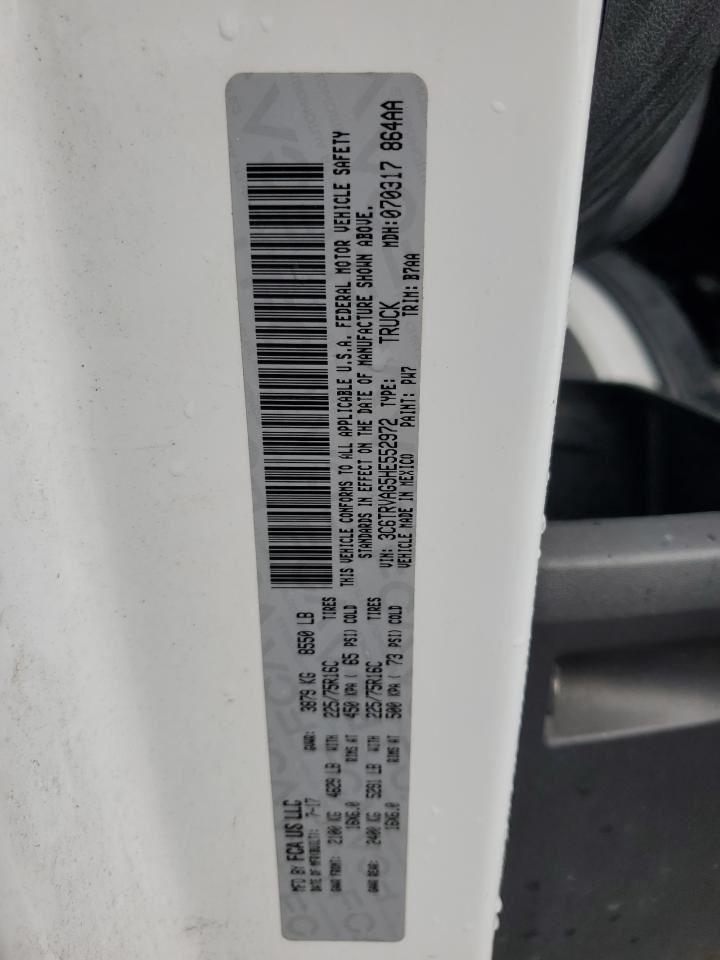 MFD BY FCA US LLC
DATE OF MFR(BUILT): 7-17 GVWR: 3879 KG 8550 LB
GAWR FRONT: 2100 KG 4629 LB WITH 225/75R16C TIRES
16X6.0 RIMS AT 450 KPA ( 65 PSI) COLD
GAWR REAR: 2400 KG 5291 LB WITH 225/75R16C TIRES
16X6.0 RIMS AT 500 KPA ( 73 PSI) COLD
THIS VEHICLE CONFORMS TO ALL APPLICABLE U.S.A. FEDERAL MOTOR VEHICLE SAFETY
STANDARDS IN EFFECT ON THE DATE OF MANUFACTURE SHOWN ABOVE.
VIN: 3C6TRVAG5HE552972 TYPE: TRUCK MDH:070317 864AA
VEHICLE MADE IN MEXICO PAINT: PW7 TRIM: B7AA